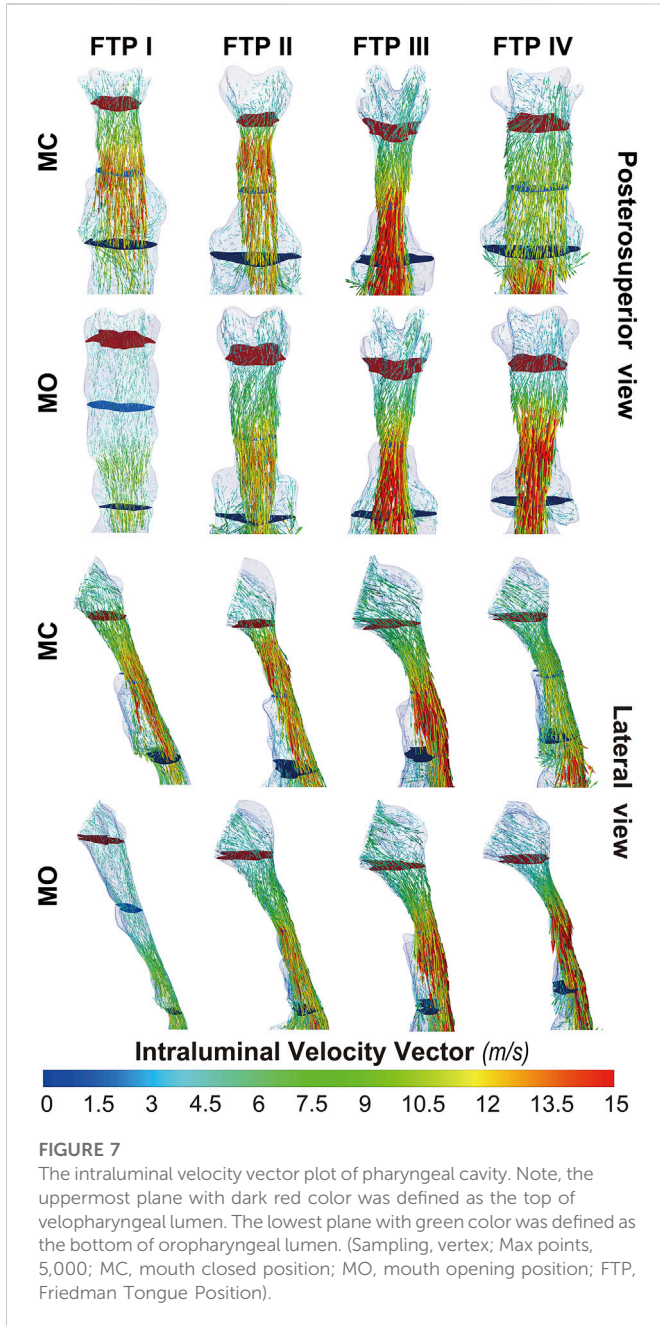 FTP I FTP II FTP III FTP IV
MC
Posterosuperior view
MO
MC
Lateral view
MO
Intraluminal Velocity Vector (m/s)
0 1.5 3 4.5 6 7.5 9 10.5 12 13.5 15
FIGURE 7
The intraluminal velocity vector plot of pharyngeal cavity. Note, the
uppermost plane with dark red color was defined as the top of
velopharyngeal lumen. The lowest plane with green color was defined as
the bottom of oropharyngeal lumen. (Sampling, vertex; Max points,
5,000; MC, mouth closed position; MO, mouth opening position; FTP,
Friedman Tongue Position).